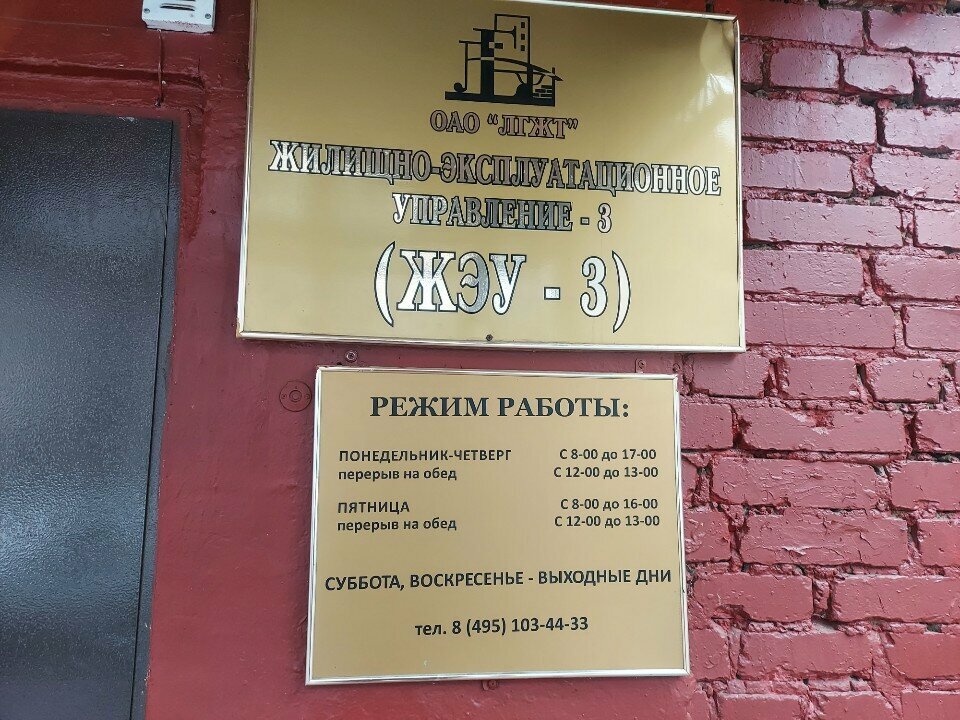 ОАО “ЛГЖТ”
ЖИЛИЩНО-ЭКСПЛУАТАЦИОННОЕ
УПРАВЛЕНИЕ - 3
(ЖЭУ - 3)
РЕЖИМ РАБОТЫ:
ПОНЕДЕЛЬНИК-ЧЕТВЕРГ С 8-00 до 17-00
перерыв на обед С 12-00 до 13-00
ПЯТНИЦА С 8-00 до 16-00
перерыв на обед С 12-00 до 13-00
СУББОТА, ВОСКРЕСЕНЬЕ - ВЫХОДНЫЕ ДНИ
тел. 8 (495) 103-44-33